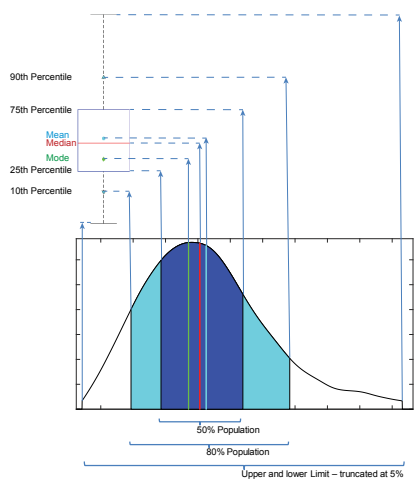 90th Percentile
75th Percentile
Mean
Median
Mode
25th Percentile
10th Percentile
50% Population
80% Population
Upper and lower Limit – truncated at 5%